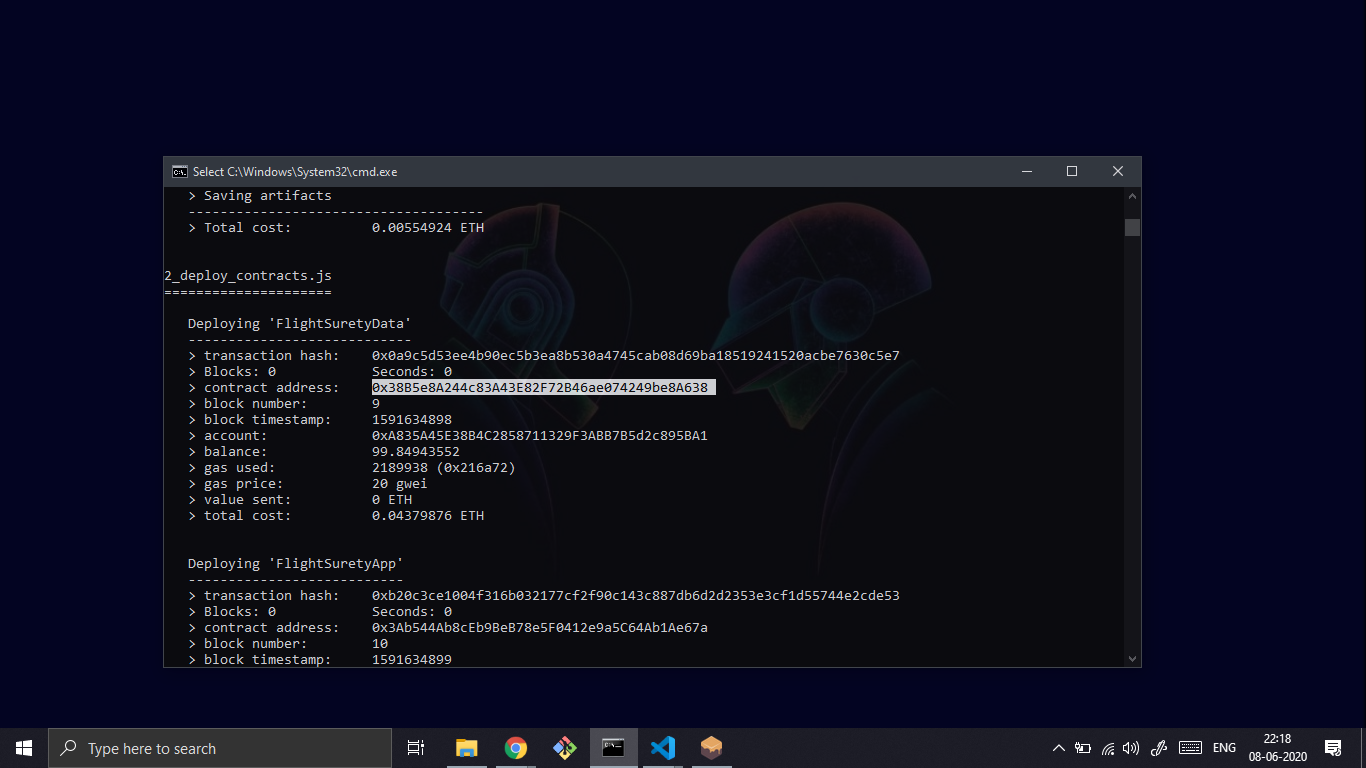 Select C:\Windows\System32\cmd.exe
> Saving artifacts
-------------------------------------
> Total cost: 0.00554924 ETH
2_deploy_contracts.js
=====================
Deploying 'FlightSuretyData'
----------------------------
> transaction hash: 0x0a9c5d53ee4b90ec5b3ea8b530a4745cab08d69ba18519241520acbe7630c5e7
> Blocks: 0 Seconds: 0
> contract address: 0x38B5e8A244c83A43E82F72B46ae074249be8A638
> block number: 9
> block timestamp: 1591634898
> account: 0xA835A45E38B4C2858711329F3ABB7B5d2c895BA1
> balance: 99.84943552
> gas used: 2189938 (0x216a72)
> gas price: 20 gwei
> value sent: 0 ETH
> total cost: 0.04379876 ETH
Deploying 'FlightSuretyApp'
---------------------------
> transaction hash: 0xb20c3ce1004f316b032177cf2f90c143c887db6d2d2353e3cf1d55744e2cde53
> Blocks: 0 Seconds: 0
> contract address: 0x3Ab544Ab8cEb9BeB78e5F0412e9a5C64Ab1Ae67a
> block number: 10
> block timestamp: 1591634899
Type here to search
ENG
22:18
08-06-2020